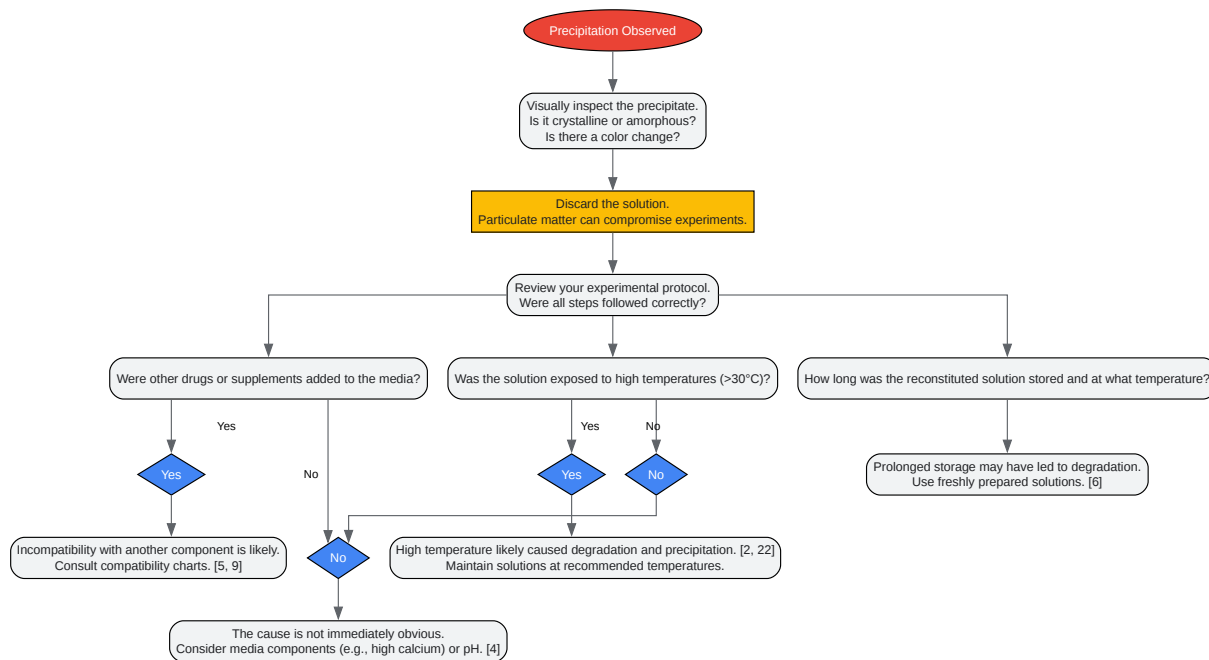 Precipitation Observed
Visually inspect the precipitate.
Is it crystalline or amorphous?
Is there a color change?
Discard the solution.
Particulate matter can compromise experiments.
Review your experimental protocol.
Were all steps followed correctly?
Were other drugs or supplements added to the media?
Was the solution exposed to high temperatures (>30°C)?
How long was the reconstituted solution stored and at what temperature?
Yes
Yes
No
Yes
No
Yes
No
Prolonged storage may have led to degradation.
Use freshly prepared solutions. [6]
Incompatibility with another component is likely.
Consult compatibility charts. [5, 9]
No
High temperature likely caused degradation and precipitation. [2, 22]
Maintain solutions at recommended temperatures.
The cause is not immediately obvious.
Consider media components (e.g., high calcium) or pH. [4]